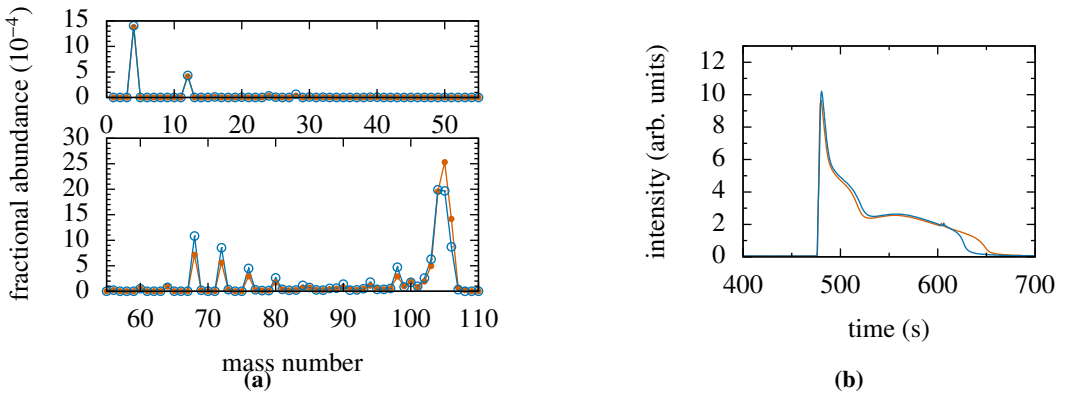 fractional abundance (10⁻⁴)
15
10
5
0
0 10 20 30 40 50
30
25
20
15
10
5
0
60 70 80 90 100 110
mass number
(a)
intensity (arb. units)
12
10
8
6
4
2
0
400 500 600 700
time (s)
(b)